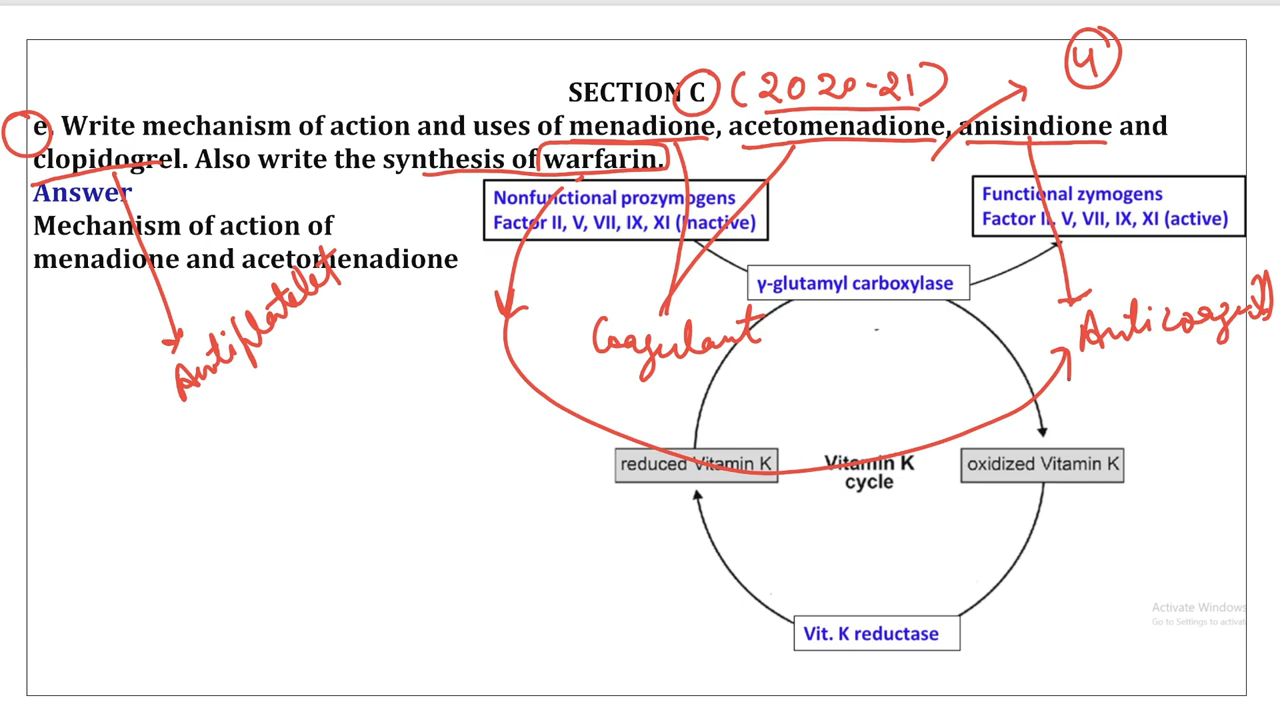 4
SECTION C (2020-21)
e. Write mechanism of action and uses of menadione, acetomenadione, anisindione and
clopidogrel. Also write the synthesis of warfarin.
Answer
Mechanism of action of
menadione and acetomenadione
Nonfunctional prozymogens
Factor II, V, VII, IX, XI (Inactive)
Functional zymogens
Factor II, V, VII, IX, XI (active)
γ-glutamyl carboxylase
Antiplatelet
Coagulant
reduced Vitamin K
Vitamin K
cycle
oxidized Vitamin K
Vit. K reductase
Activate Windows